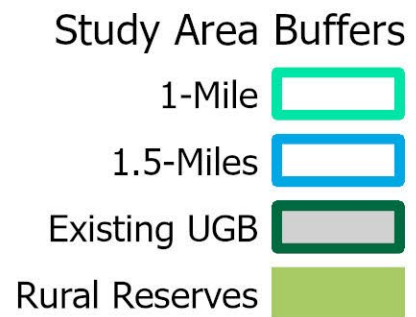 Study Area Buffers
1-Mile
1.5-Miles
Existing UGB
Rural Reserves